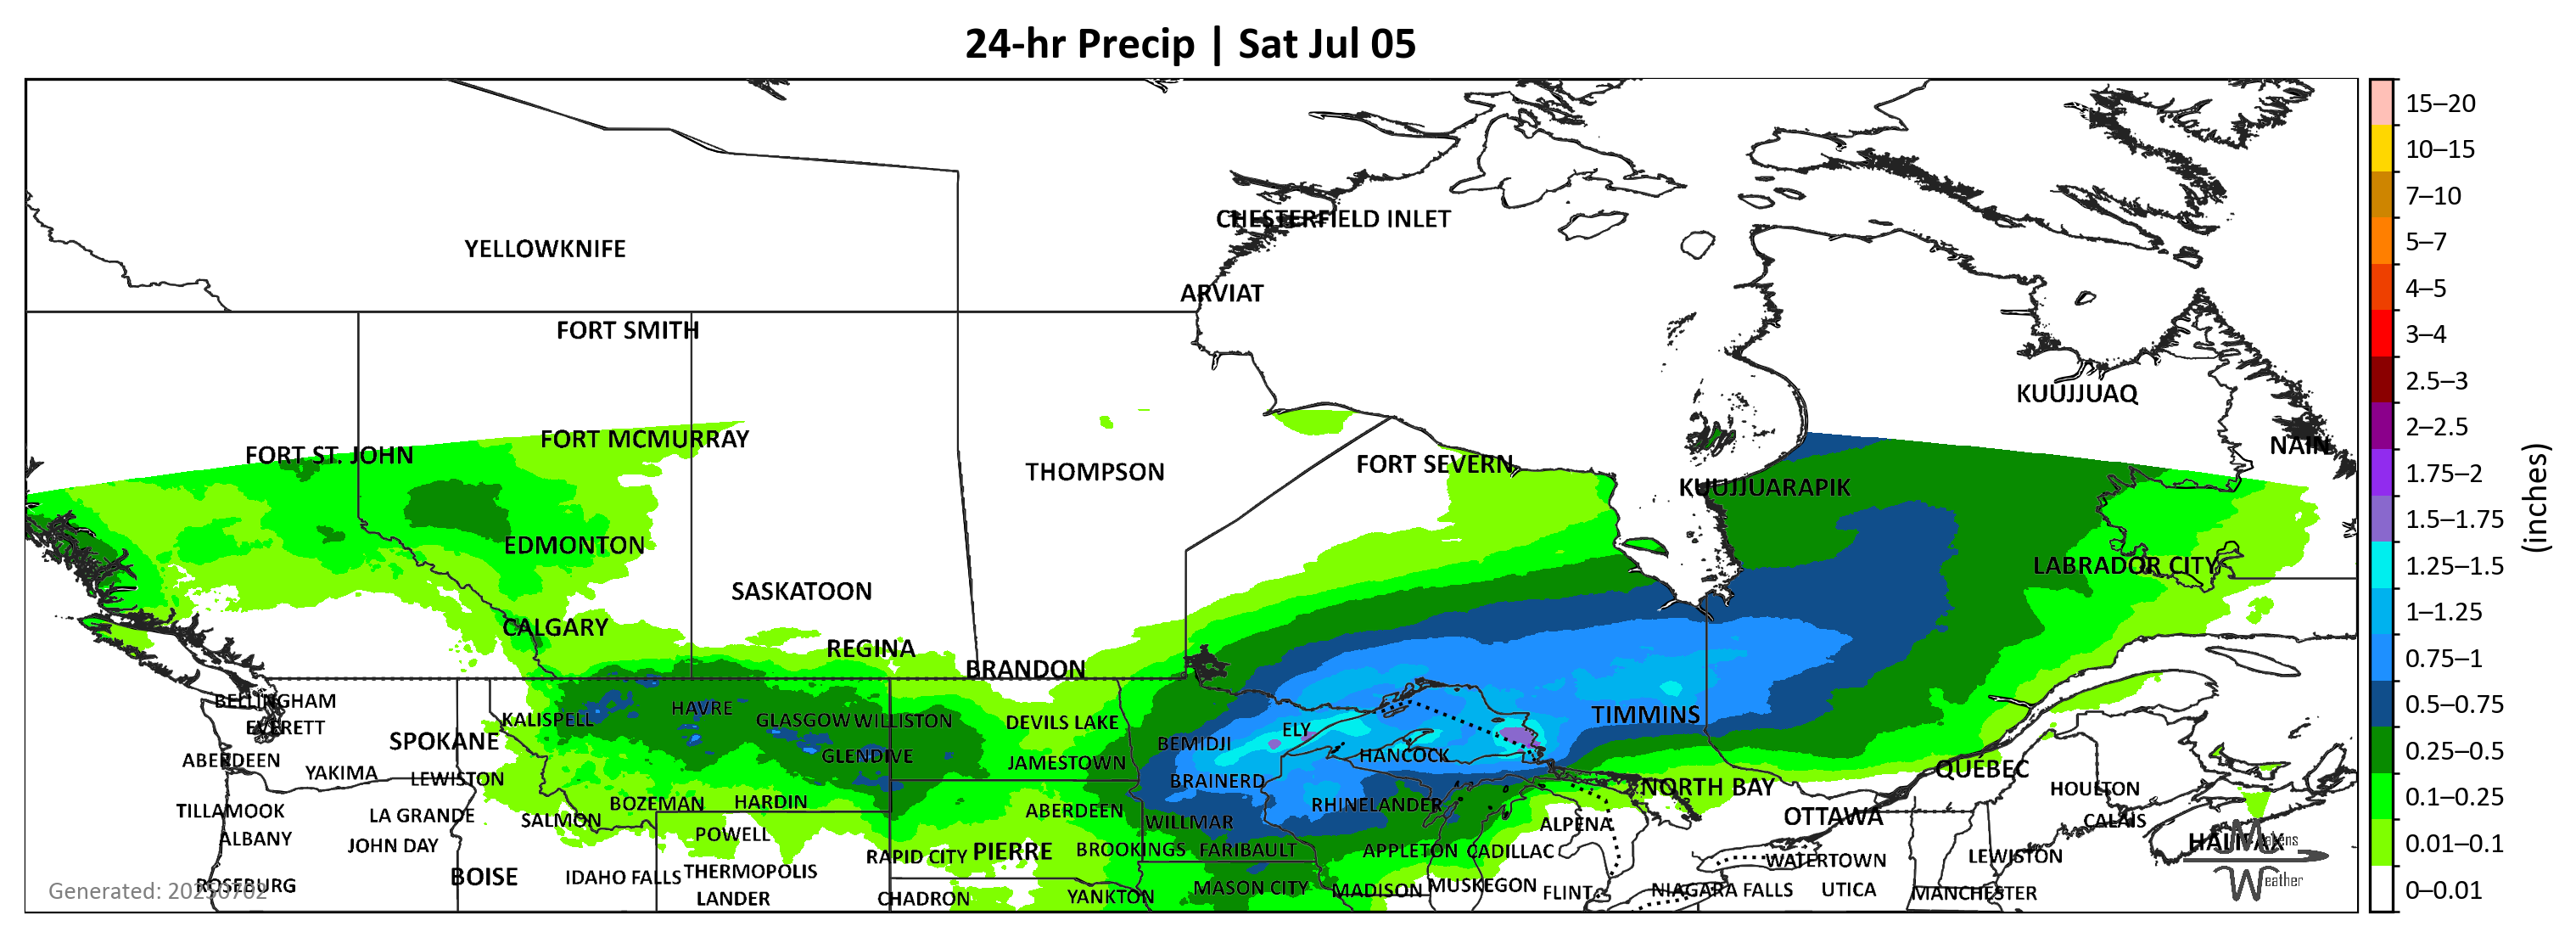 24-hr Precip | Sat Jul 05
15–20
10–15
7–10
5–7
4–5
3–4
2.5–3
2–2.5
1.75–2
1.5–1.75
1.25–1.5
1–1.25
0.75–1
0.5–0.75
0.25–0.5
0.1–0.25
0.01–0.1
0–0.01
(inches)
CHESTERFIELD INLET
YELLOWKNIFE
ARVIAT
FORT SMITH
KUUJJUAQ
FORT MCMURRAY
NAIN
FORT ST. JOHN
FORT SEVERN
THOMPSON
KUUJJUARAPIK
EDMONTON
LABRADOR CITY
SASKATOON
CALGARY
REGINA
BRANDON
BELLINGHAM
HAVRE
TIMMINS
KALISPELL
GLASGOW
WILLISTON
DEVILS LAKE
EVERETT
ELY
SPOKANE
BEMIDJI
HANCOCK
GLENDIVE
ABERDEEN
JAMESTOWN
QUÉBEC
YAKIMA
LEWISTON
BRAINERD
NORTH BAY
HOULTON
BOZEMAN
HARDIN
RHINELANDER
TILLAMOOK
LA GRANDE
SALMON
ABERDEEN
WILLMAR
ALPENA
OTTAWA
CALAIS
ALBANY
JOHN DAY
POWELL
HALIFAX
Matens
RAPID CITY
PIERRE
BROOKINGS
FARIBAULT
APPLETON
CADILLAC
WATERTOWN
LEWISTON
BOISE
IDAHO FALLS
THERMOPOLIS
Weather
Generated: 20250702
ROSEBURG
MASON CITY
MADISON
MUSKEGON
FLINT
NIAGARA FALLS
UTICA
MANCHESTER
LANDER
CHADRON
YANKTON